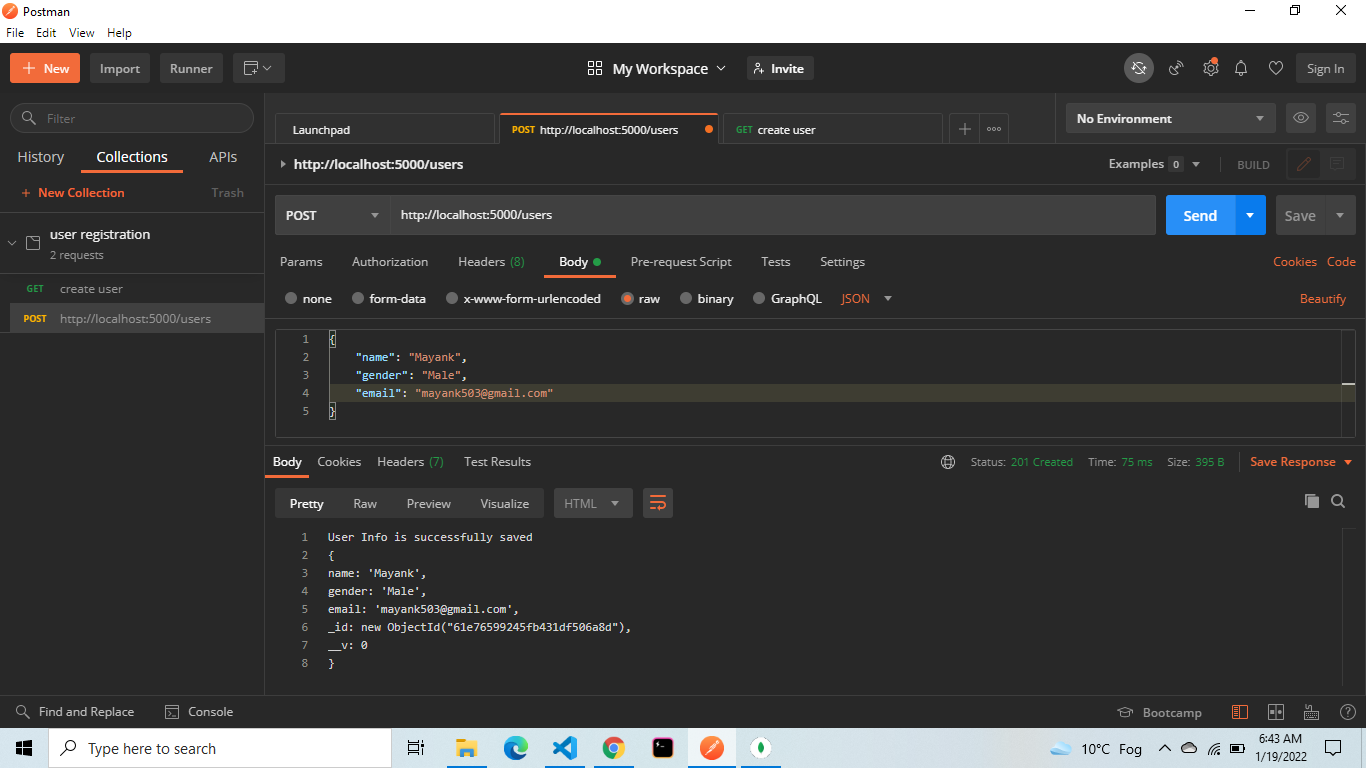 Postman
File Edit View Help
New Import Runner My Workspace Invite Sign In
Filter
History Collections APIs
New Collection Trash
user registration
2 requests
GET create user
POST http://localhost:5000/users
Launchpad POST http://localhost:5000/users GET create user No Environment
http://localhost:5000/users Examples 0 BUILD
POST http://localhost:5000/users Send Save
Params Authorization Headers (8) Body Pre-request Script Tests Settings Cookies Code
none form-data x-www-form-urlencoded raw binary GraphQL JSON Beautify
1 {
2 "name": "Mayank",
3 "gender": "Male",
4 "email": "mayank503@gmail.com"
5 }
Body Cookies Headers (7) Test Results Status: 201 Created Time: 75 ms Size: 395 B Save Response
Pretty Raw Preview Visualize HTML
1 User Info is successfully saved
2 {
3 name: 'Mayank',
4 gender: 'Male',
5 email: 'mayank503@gmail.com',
6 _id: new ObjectId("61e76599245fb431df506a8d"),
7 __v: 0
8 }
Find and Replace Console Bootcamp
Type here to search 10°C Fog 6:43 AM
1/19/2022